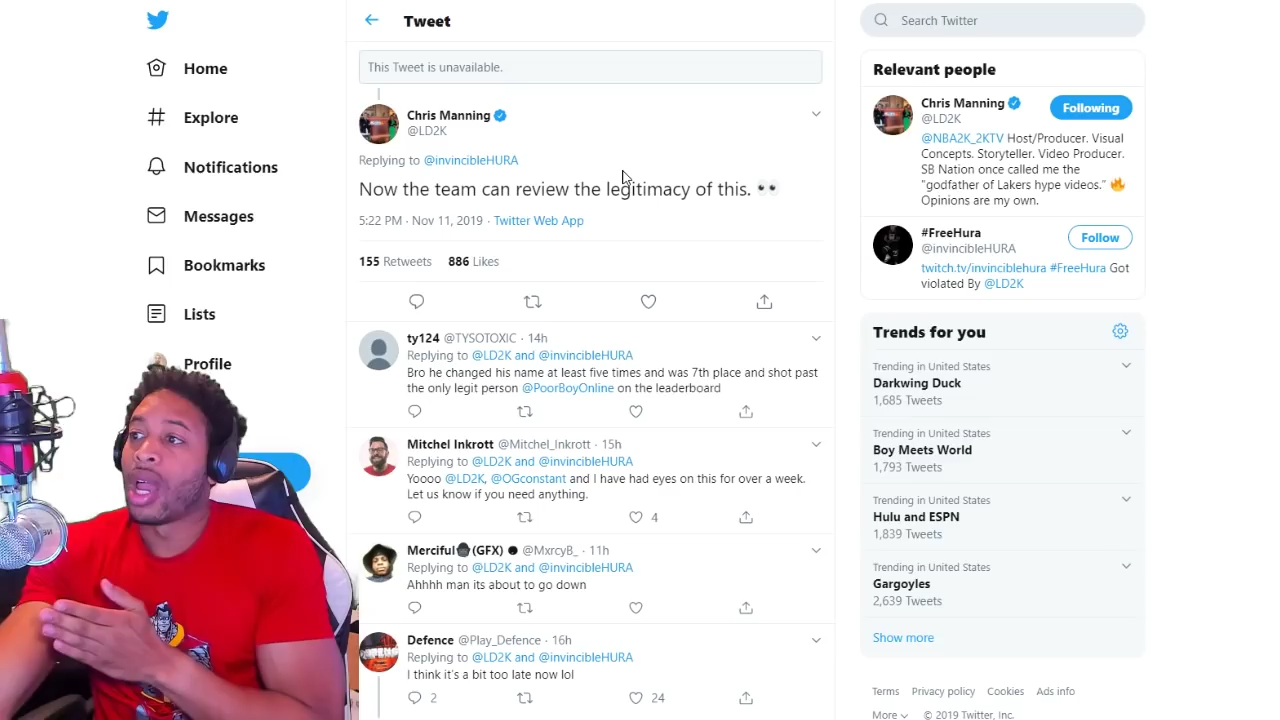 Home
Explore
Notifications
Messages
Bookmarks
Lists
Profile
Tweet
This Tweet is unavailable.
Chris Manning
@LD2K
Replying to @invincibleHURA
Now the team can review the legitimacy of this. 👀
5:22 PM · Nov 11, 2019 · Twitter Web App
155 Retweets 886 Likes
ty124 @TYSOTOXIC · 14h
Replying to @LD2K and @invincibleHURA
Bro he changed his name at least five times and was 7th place and shot past
the only legit person @PoorBoyOnline on the leaderboard
Mitchel Inkrott @Mitchel_Inkrott · 15h
Replying to @LD2K and @invincibleHURA
Yoooo @LD2K, @OGconstant and I have had eyes on this for over a week.
Let us know if you need anything.
4
Merciful (GFX) @MxrcyB_ · 11h
Replying to @LD2K and @invincibleHURA
Ahhhh man its about to go down
Defence @Play_Defence · 16h
Replying to @LD2K and @invincibleHURA
I think it's a bit too late now lol
2 24
Search Twitter
Relevant people
Chris Manning
@LD2K
Following
@NBA2K_2KTV Host/Producer. Visual
Concepts. Storyteller. Video Producer.
SB Nation once called me the
"godfather of Lakers hype videos." 🔥
Opinions are my own.
#FreeHura
@invincibleHURA
Follow
twitch.tv/invinciblehura #FreeHura Got
violated By @LD2K
Trends for you
Trending in United States
Darkwing Duck
1,685 Tweets
Trending in United States
Boy Meets World
1,793 Tweets
Trending in United States
Hulu and ESPN
1,839 Tweets
Trending in United States
Gargoyles
2,639 Tweets
Show more
Terms Privacy policy Cookies Ads info
More © 2019 Twitter, Inc.